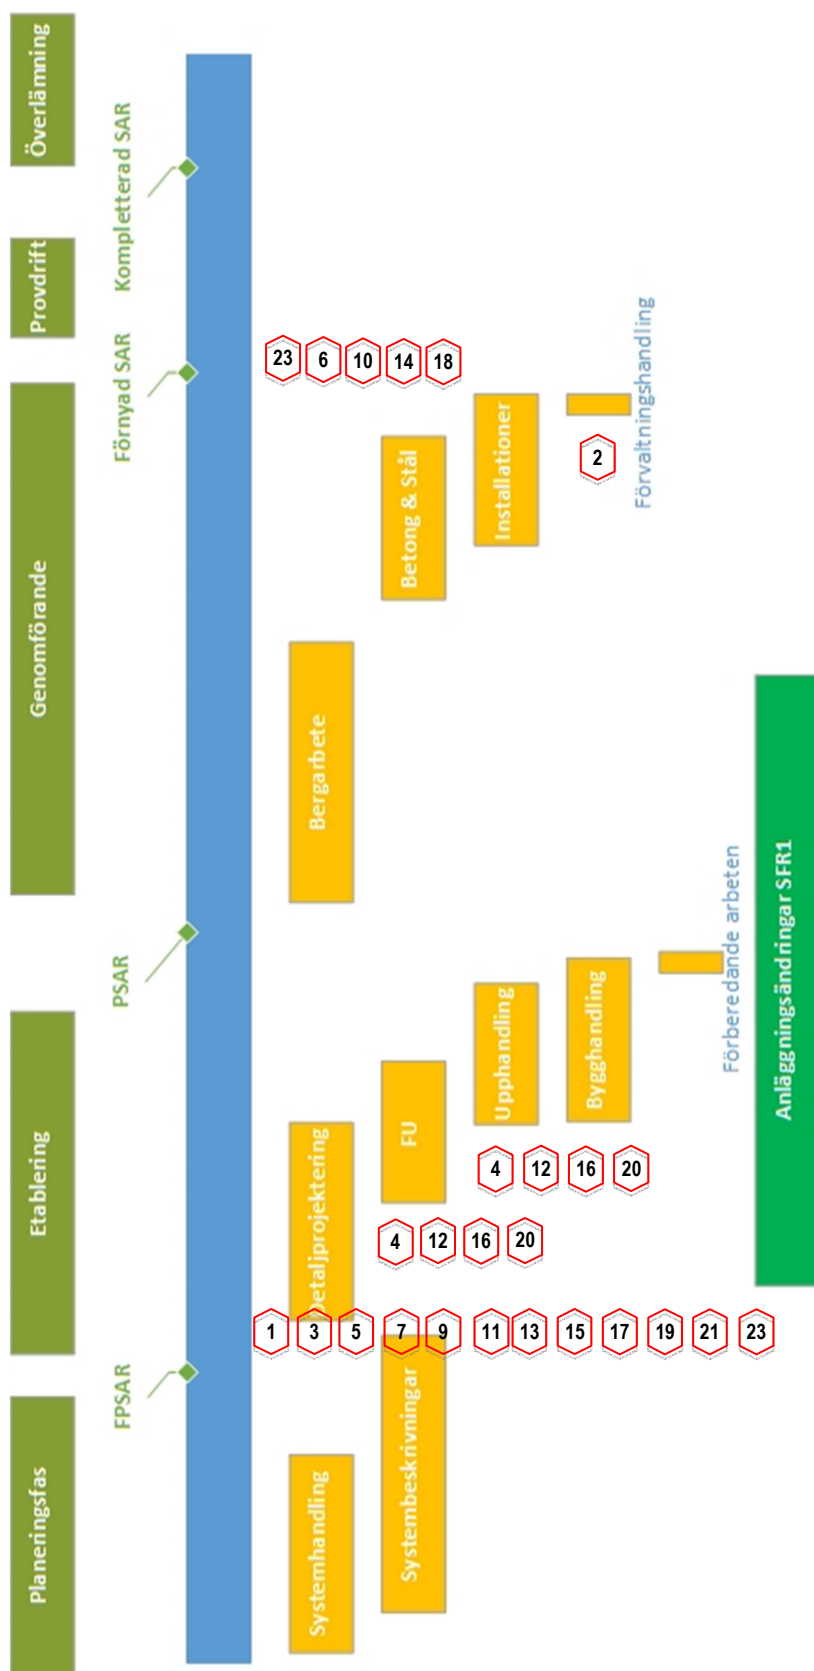 Planeringsfas
Etablering
Genomförande
Provdrift
Överlämning
FPSAR
PSAR
Förnyad SAR
Kompletterad SAR
Systemhandling
Detaljprojektering
Bergarbete
Systembeskrivningar
FU
Betong & Stål
Upphandling
Installationer
Bygghandling
Förvaltningshandling
Förberedande arbeten
Anläggningsändringar SFR1
23 6 10 14 18
2
4 12 16 20
4 12 16 20
1 3 5 7 9 11 13 15 17 19 21 23